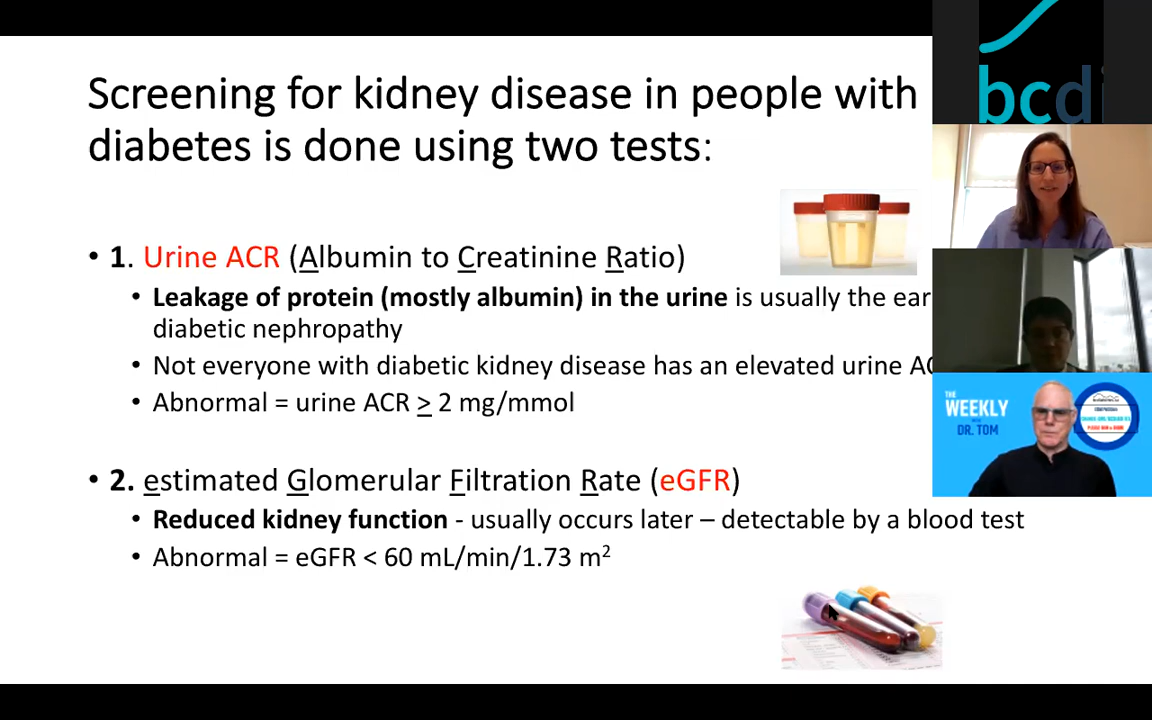 Screening for kidney disease in people with
diabetes is done using two tests:
• 1. Urine ACR (Albumin to Creatinine Ratio)
• Leakage of protein (mostly albumin) in the urine is usually the ear
diabetic nephropathy
• Not everyone with diabetic kidney disease has an elevated urine AC
• Abnormal = urine ACR ≥ 2 mg/mmol
• 2. estimated Glomerular Filtration Rate (eGFR)
• Reduced kidney function - usually occurs later – detectable by a blood test
• Abnormal = eGFR < 60 mL/min/1.73 m²
bcdi
THE
WEEKLY
DR. TOM